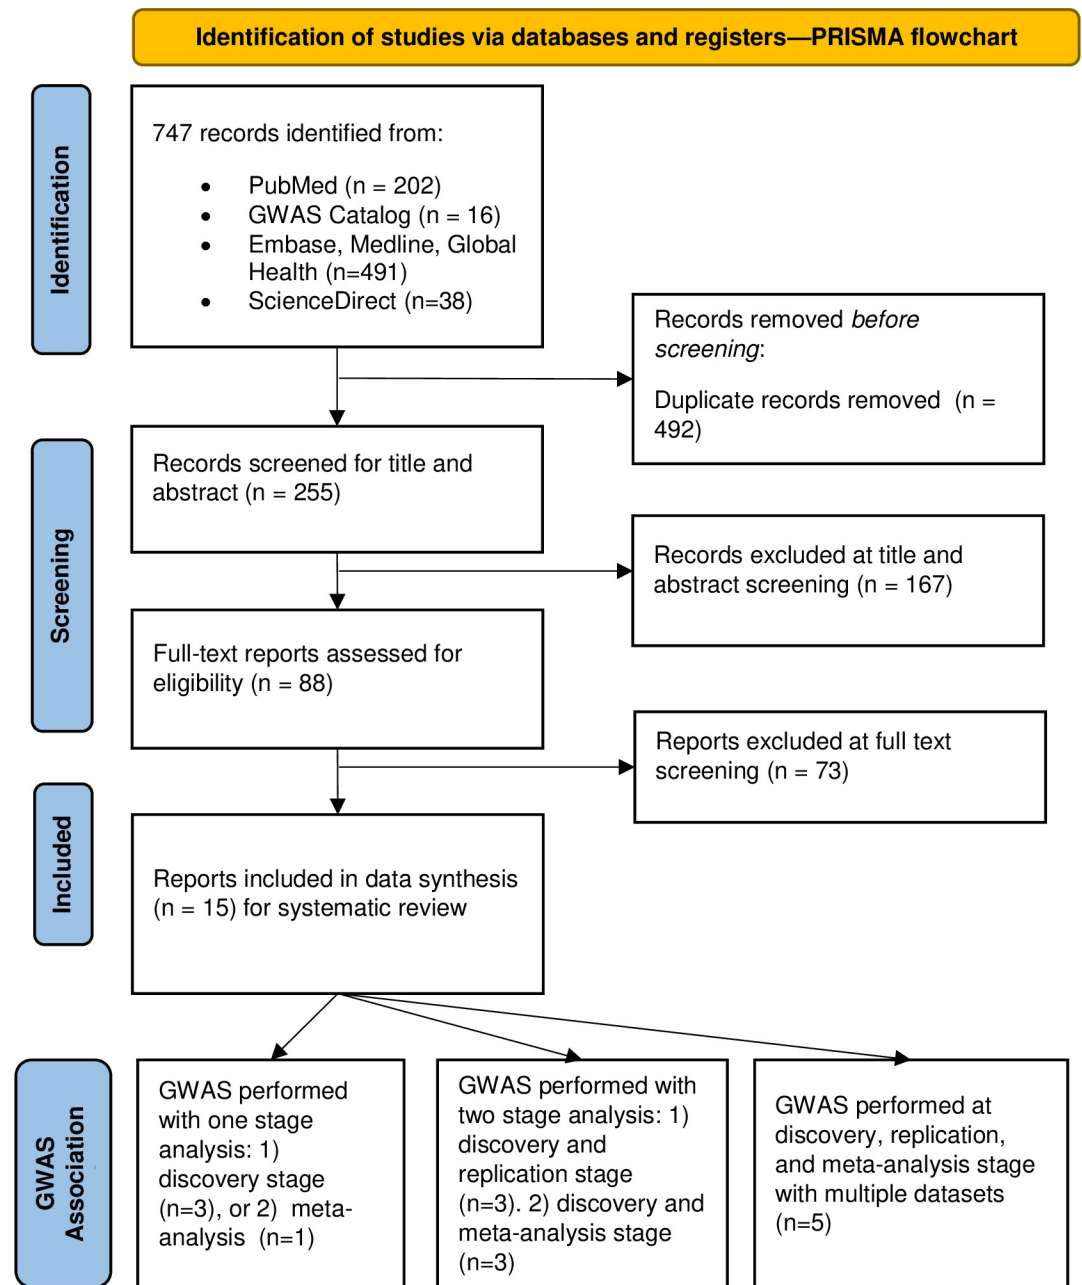 Identification of studies via databases and registers—PRISMA flowchart
Identification
747 records identified from:
• PubMed (n = 202)
• GWAS Catalog (n = 16)
• Embase, Medline, Global
Health (n=491)
• ScienceDirect (n=38)
Records removed before
screening:
Duplicate records removed (n =
492)
Screening
Records screened for title and
abstract (n = 255)
Records excluded at title and
abstract screening (n = 167)
Full-text reports assessed for
eligibility (n = 88)
Reports excluded at full text
screening (n = 73)
Included
Reports included in data synthesis
(n = 15) for systematic review
GWAS
Association
GWAS performed
with one stage
analysis: 1)
discovery stage
(n=3), or 2) meta-
analysis (n=1)
GWAS performed with
two stage analysis: 1)
discovery and
replication stage
(n=3). 2) discovery and
meta-analysis stage
(n=3)
GWAS performed at
discovery, replication,
and meta-analysis stage
with multiple datasets
(n=5)